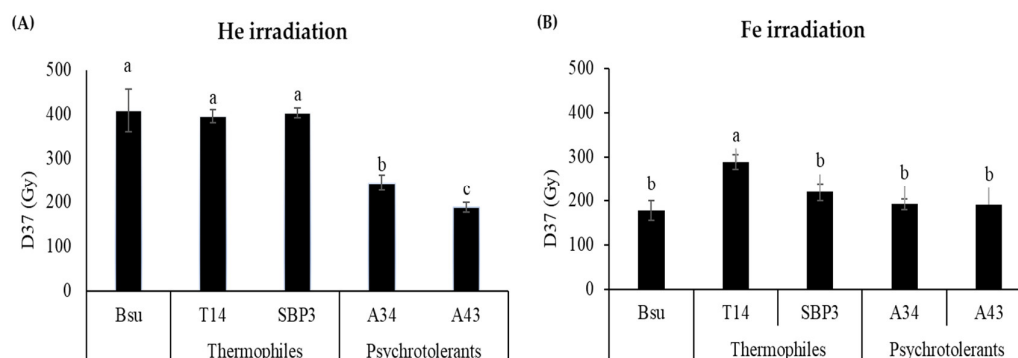 (A)
He irradiation
D37 (Gy)
500
400
300
200
100
0
a
a
a
b
c
Bsu
T14
SBP3
A34
A43
Thermophiles
Psychrotolerants
(B)
Fe irradiation
D37 (Gy)
500
400
300
200
100
0
b
a
b
b
b
Bsu
T14
SBP3
A34
A43
Thermophiles
Psychrotolerants